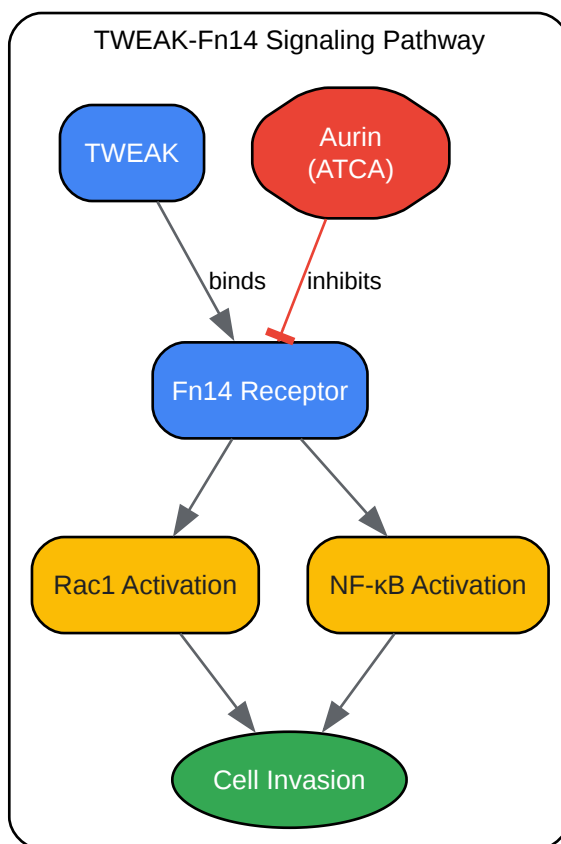 TWEAK-Fn14 Signaling Pathway
TWEAK
Aurin
(ATCA)
binds
inhibits
Fn14 Receptor
Rac1 Activation
NF-κB Activation
Cell Invasion